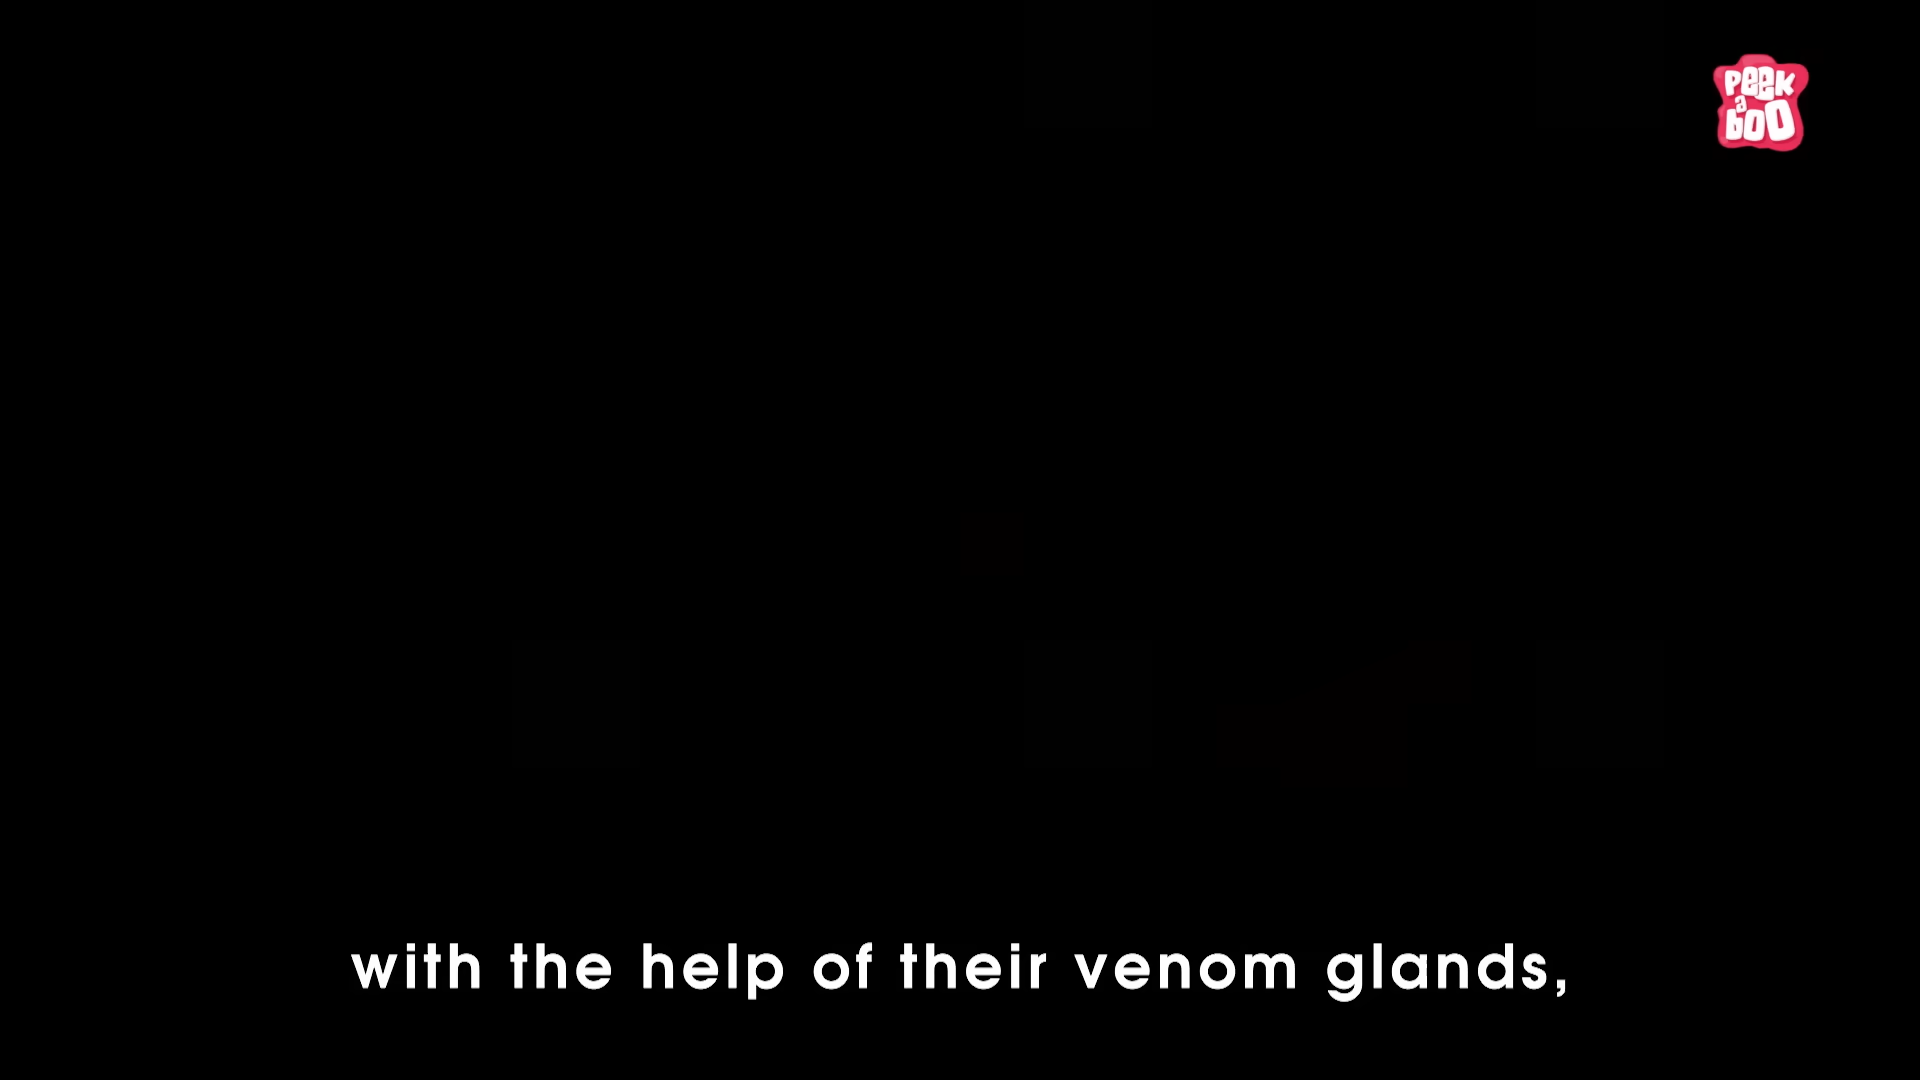 PEEK
a
boo
with the help of their venom glands,